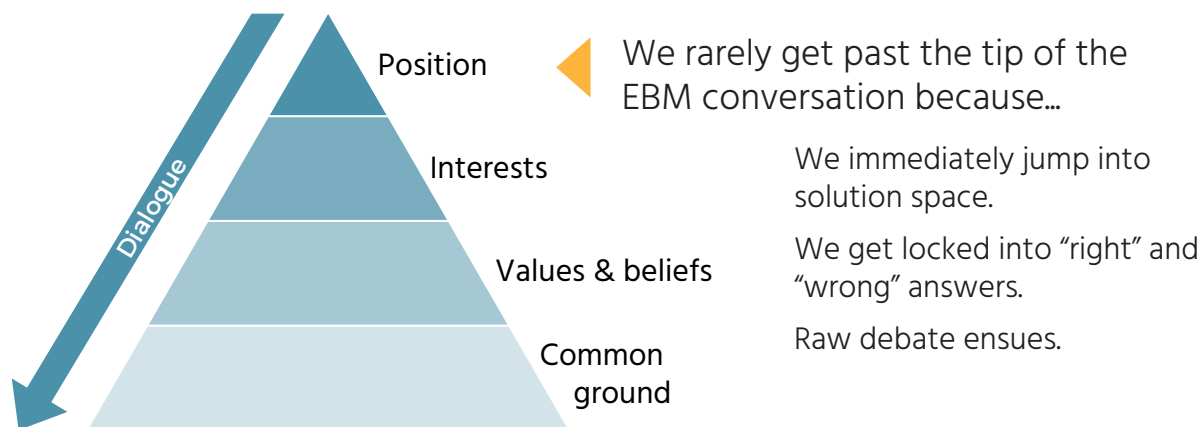 Dialogue
Position
Interests
Values & beliefs
Common
ground
We rarely get past the tip of the
EBM conversation because...
We immediately jump into
solution space.
We get locked into “right” and
“wrong” answers.
Raw debate ensues.